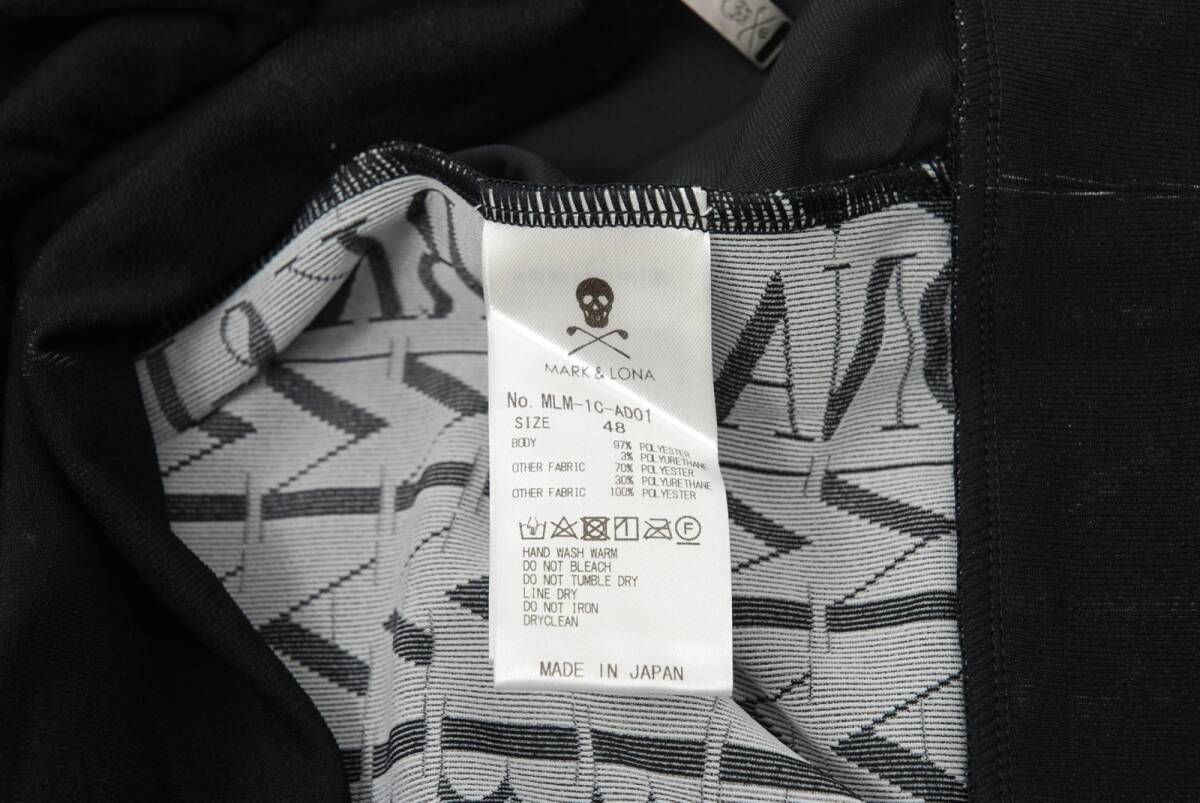 MARK & LONA
No. MLM-1C-AD01
SIZE 48
BODY 97% POLYESTER
3% POLYURETHANE
OTHER FABRIC 70% POLYESTER
30% POLYURETHANE
OTHER FABRIC 100% POLYESTER
F
HAND WASH WARM
DO NOT BLEACH
DO NOT TUMBLE DRY
LINE DRY
DO NOT IRON
DRYCLEAN
MADE IN JAPAN